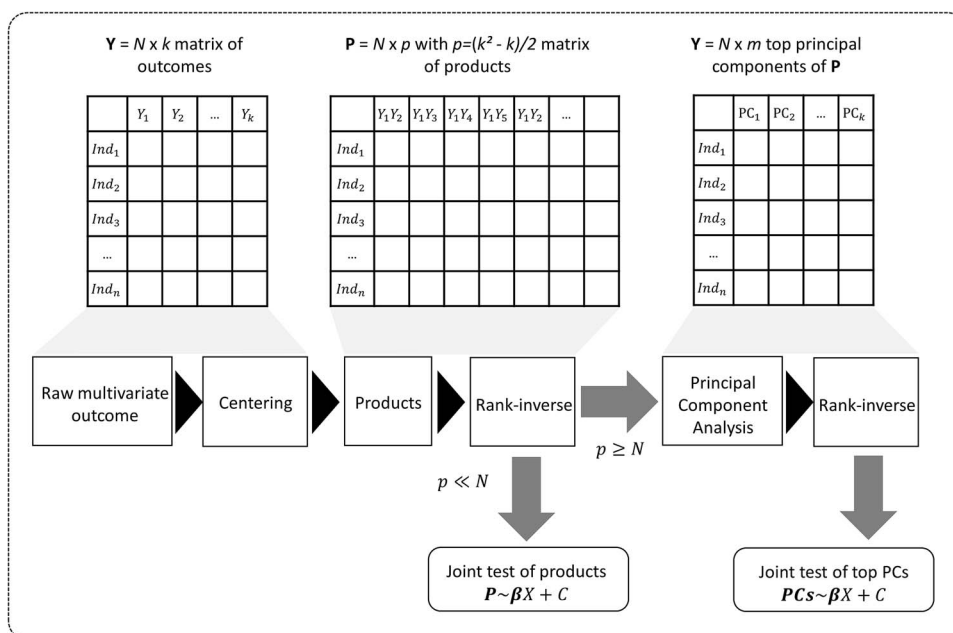 𝐘 = N x k matrix of
outcomes
𝐏 = N x p with p=(k² - k)/2 matrix
of products
𝐘 = N x m top principal
components of 𝐏
Y₁ Y₂ ... Yₖ
Ind₁
Ind₂
Ind₃
...
Indₙ
Y₁Y₂ Y₁Y₃ Y₁Y₄ Y₁Y₅ Y₁Y₂ ...
Ind₁
Ind₂
Ind₃
...
Indₙ
PC₁ PC₂ ... PCₖ
Ind₁
Ind₂
Ind₃
...
Indₙ
Raw multivariate
outcome
Centering
Products
Rank-inverse
Principal
Component
Analysis
Rank-inverse
p ≥ N
p ≪ N
Joint test of products
P~βX + C
Joint test of top PCs
PCs~βX + C